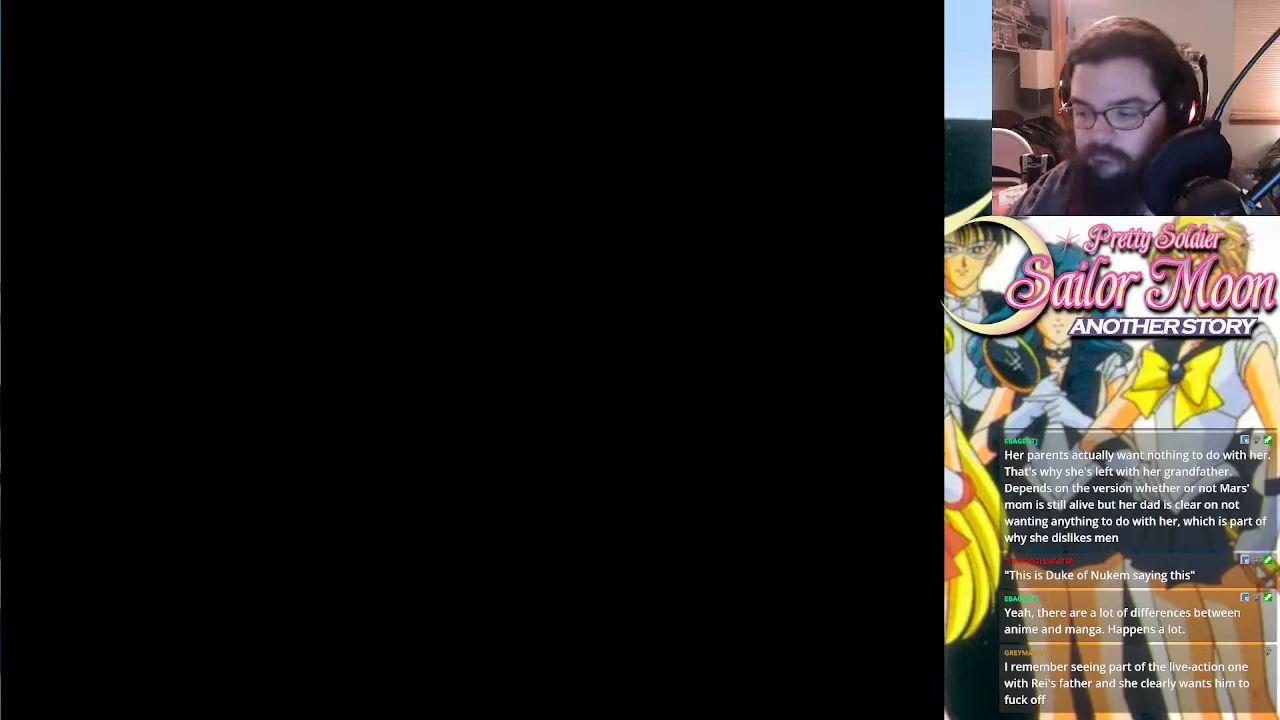 Pretty Soldier
Sailor Moon
ANOTHER STORY
EBAGENTJ
Her parents actually want nothing to do with her.
That's why she's left with her grandfather.
Depends on the version whether or not Mars'
mom is still alive but her dad is clear on not
wanting anything to do with her, which is part of
why she dislikes men
"This is Duke of Nukem saying this"
EBAGENTJ
Yeah, there are a lot of differences between
anime and manga. Happens a lot.
I remember seeing part of the live-action one
with Rei's father and she clearly wants him to
fuck off